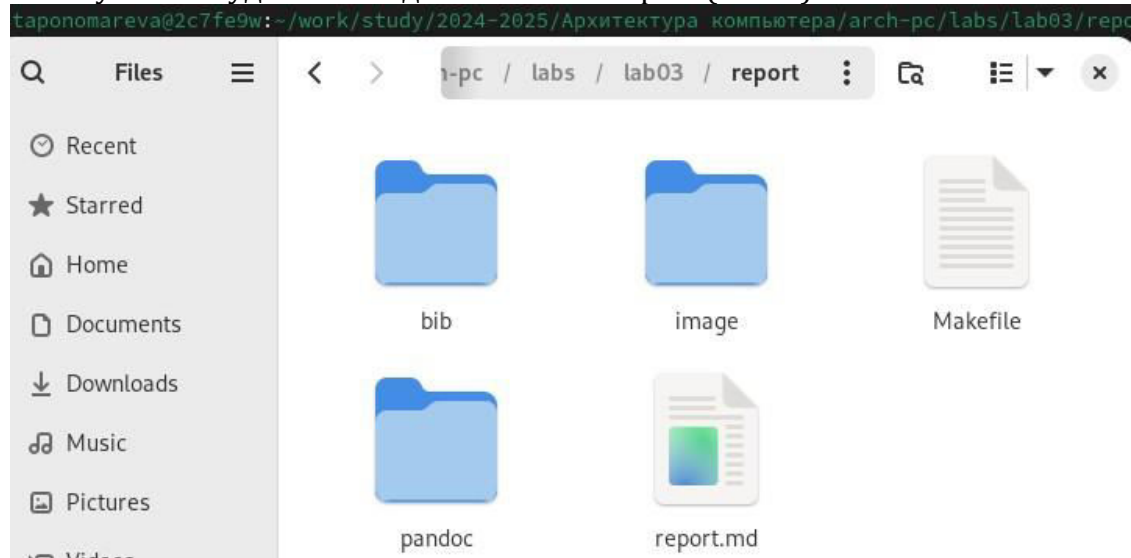 taponomareva@2c7fe9w:~/work/study/2024-2025/Архитектура компьютера/arch-pc/labs/lab03/repo
Files
-pc / labs / lab03 / report
Recent
Starred
Home
Documents
Downloads
Music
Pictures
bib
image
Makefile
pandoc
report.md